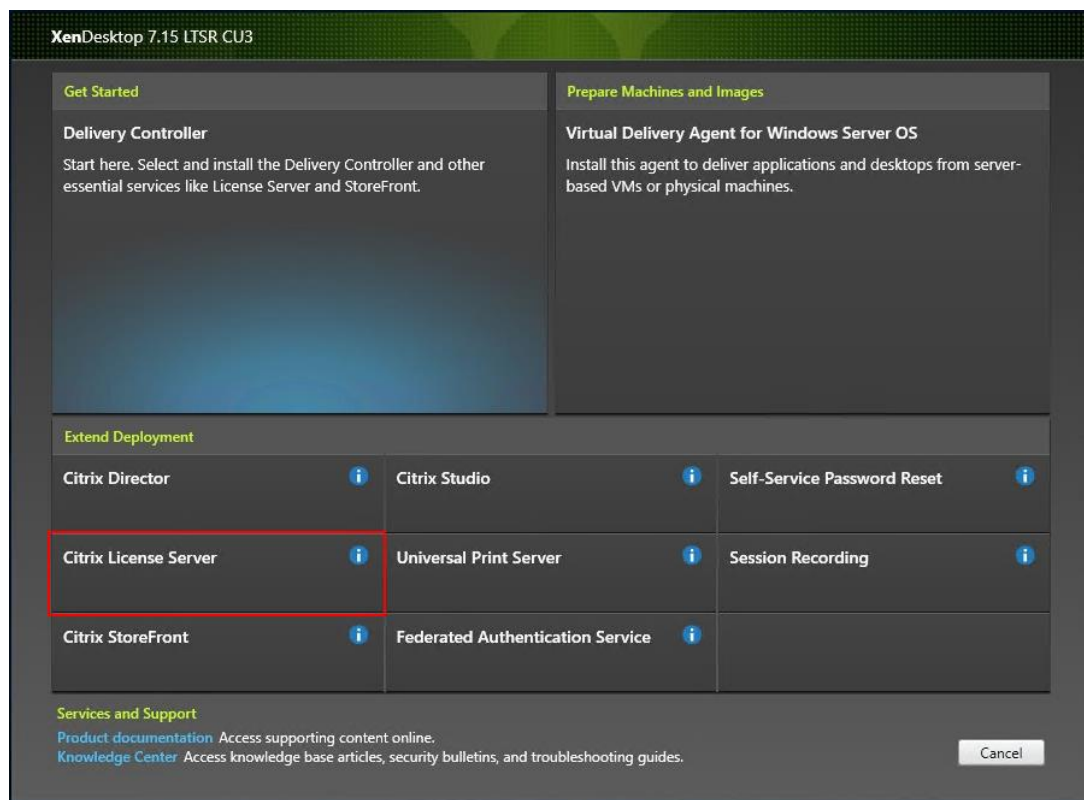 XenDesktop 7.15 LTSR CU3
Get Started
Delivery Controller
Start here. Select and install the Delivery Controller and other
essential services like License Server and StoreFront.
Prepare Machines and Images
Virtual Delivery Agent for Windows Server OS
Install this agent to deliver applications and desktops from server-
based VMs or physical machines.
Extend Deployment
Citrix Director
Citrix Studio
Self-Service Password Reset
Citrix License Server
Universal Print Server
Session Recording
Citrix StoreFront
Federated Authentication Service
Services and Support
Product documentation Access supporting content online.
Knowledge Center Access knowledge base articles, security bulletins, and troubleshooting guides.
Cancel